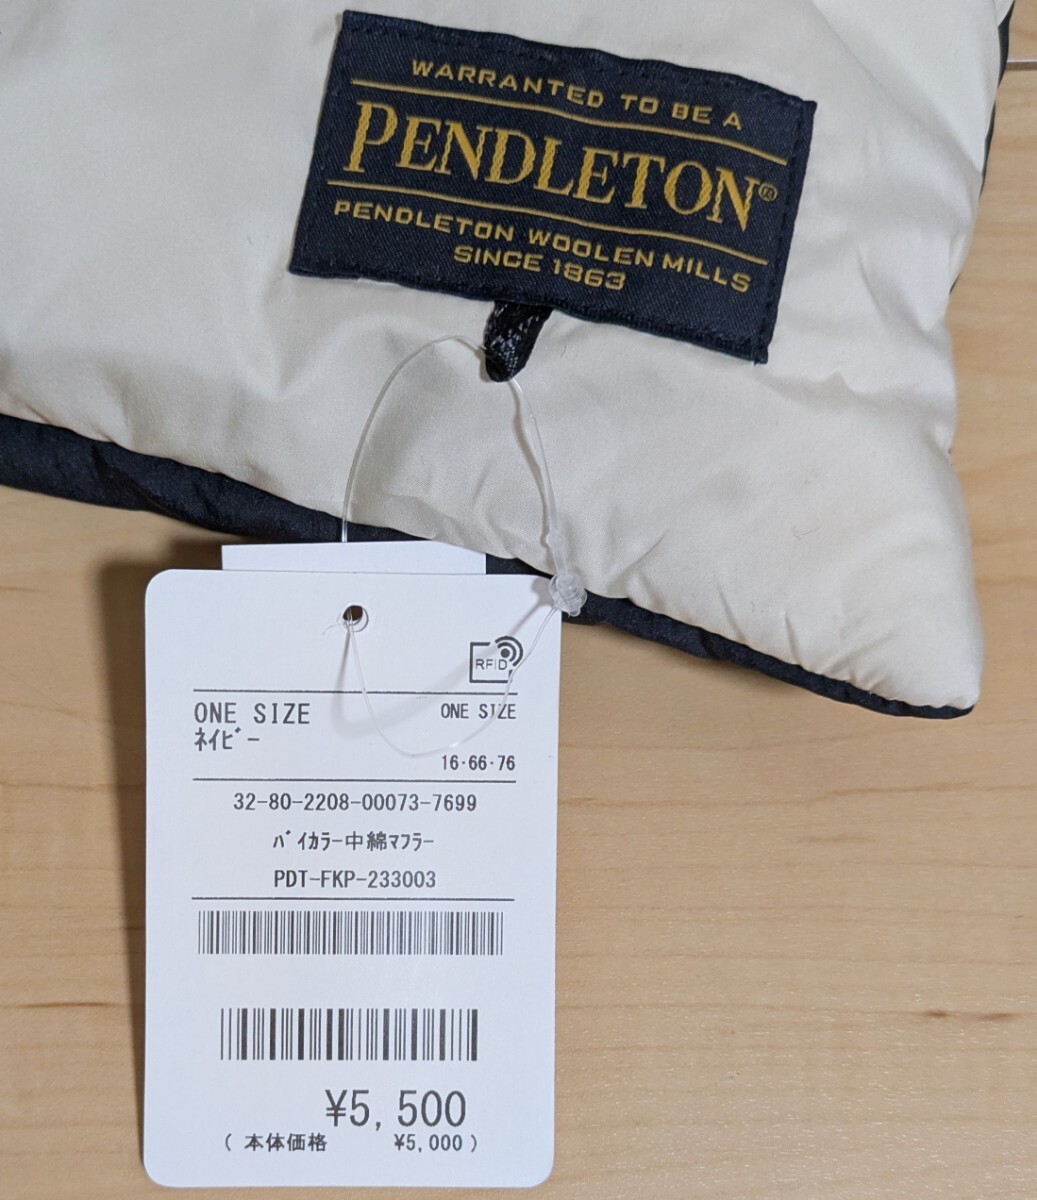 WARRANTED TO BE A
PENDLETON®
PENDLETON WOOLEN MILLS
SINCE 1863
RFID
ONE SIZE ONE SIZE
ﾈｲﾋﾞｰ
16・66・76
32-80-2208-00073-7699
ﾊﾞｲｶﾗｰ中綿ﾏﾌﾗｰ
PDT-FKP-233003
¥5,500
(本体価格 ¥5,000)